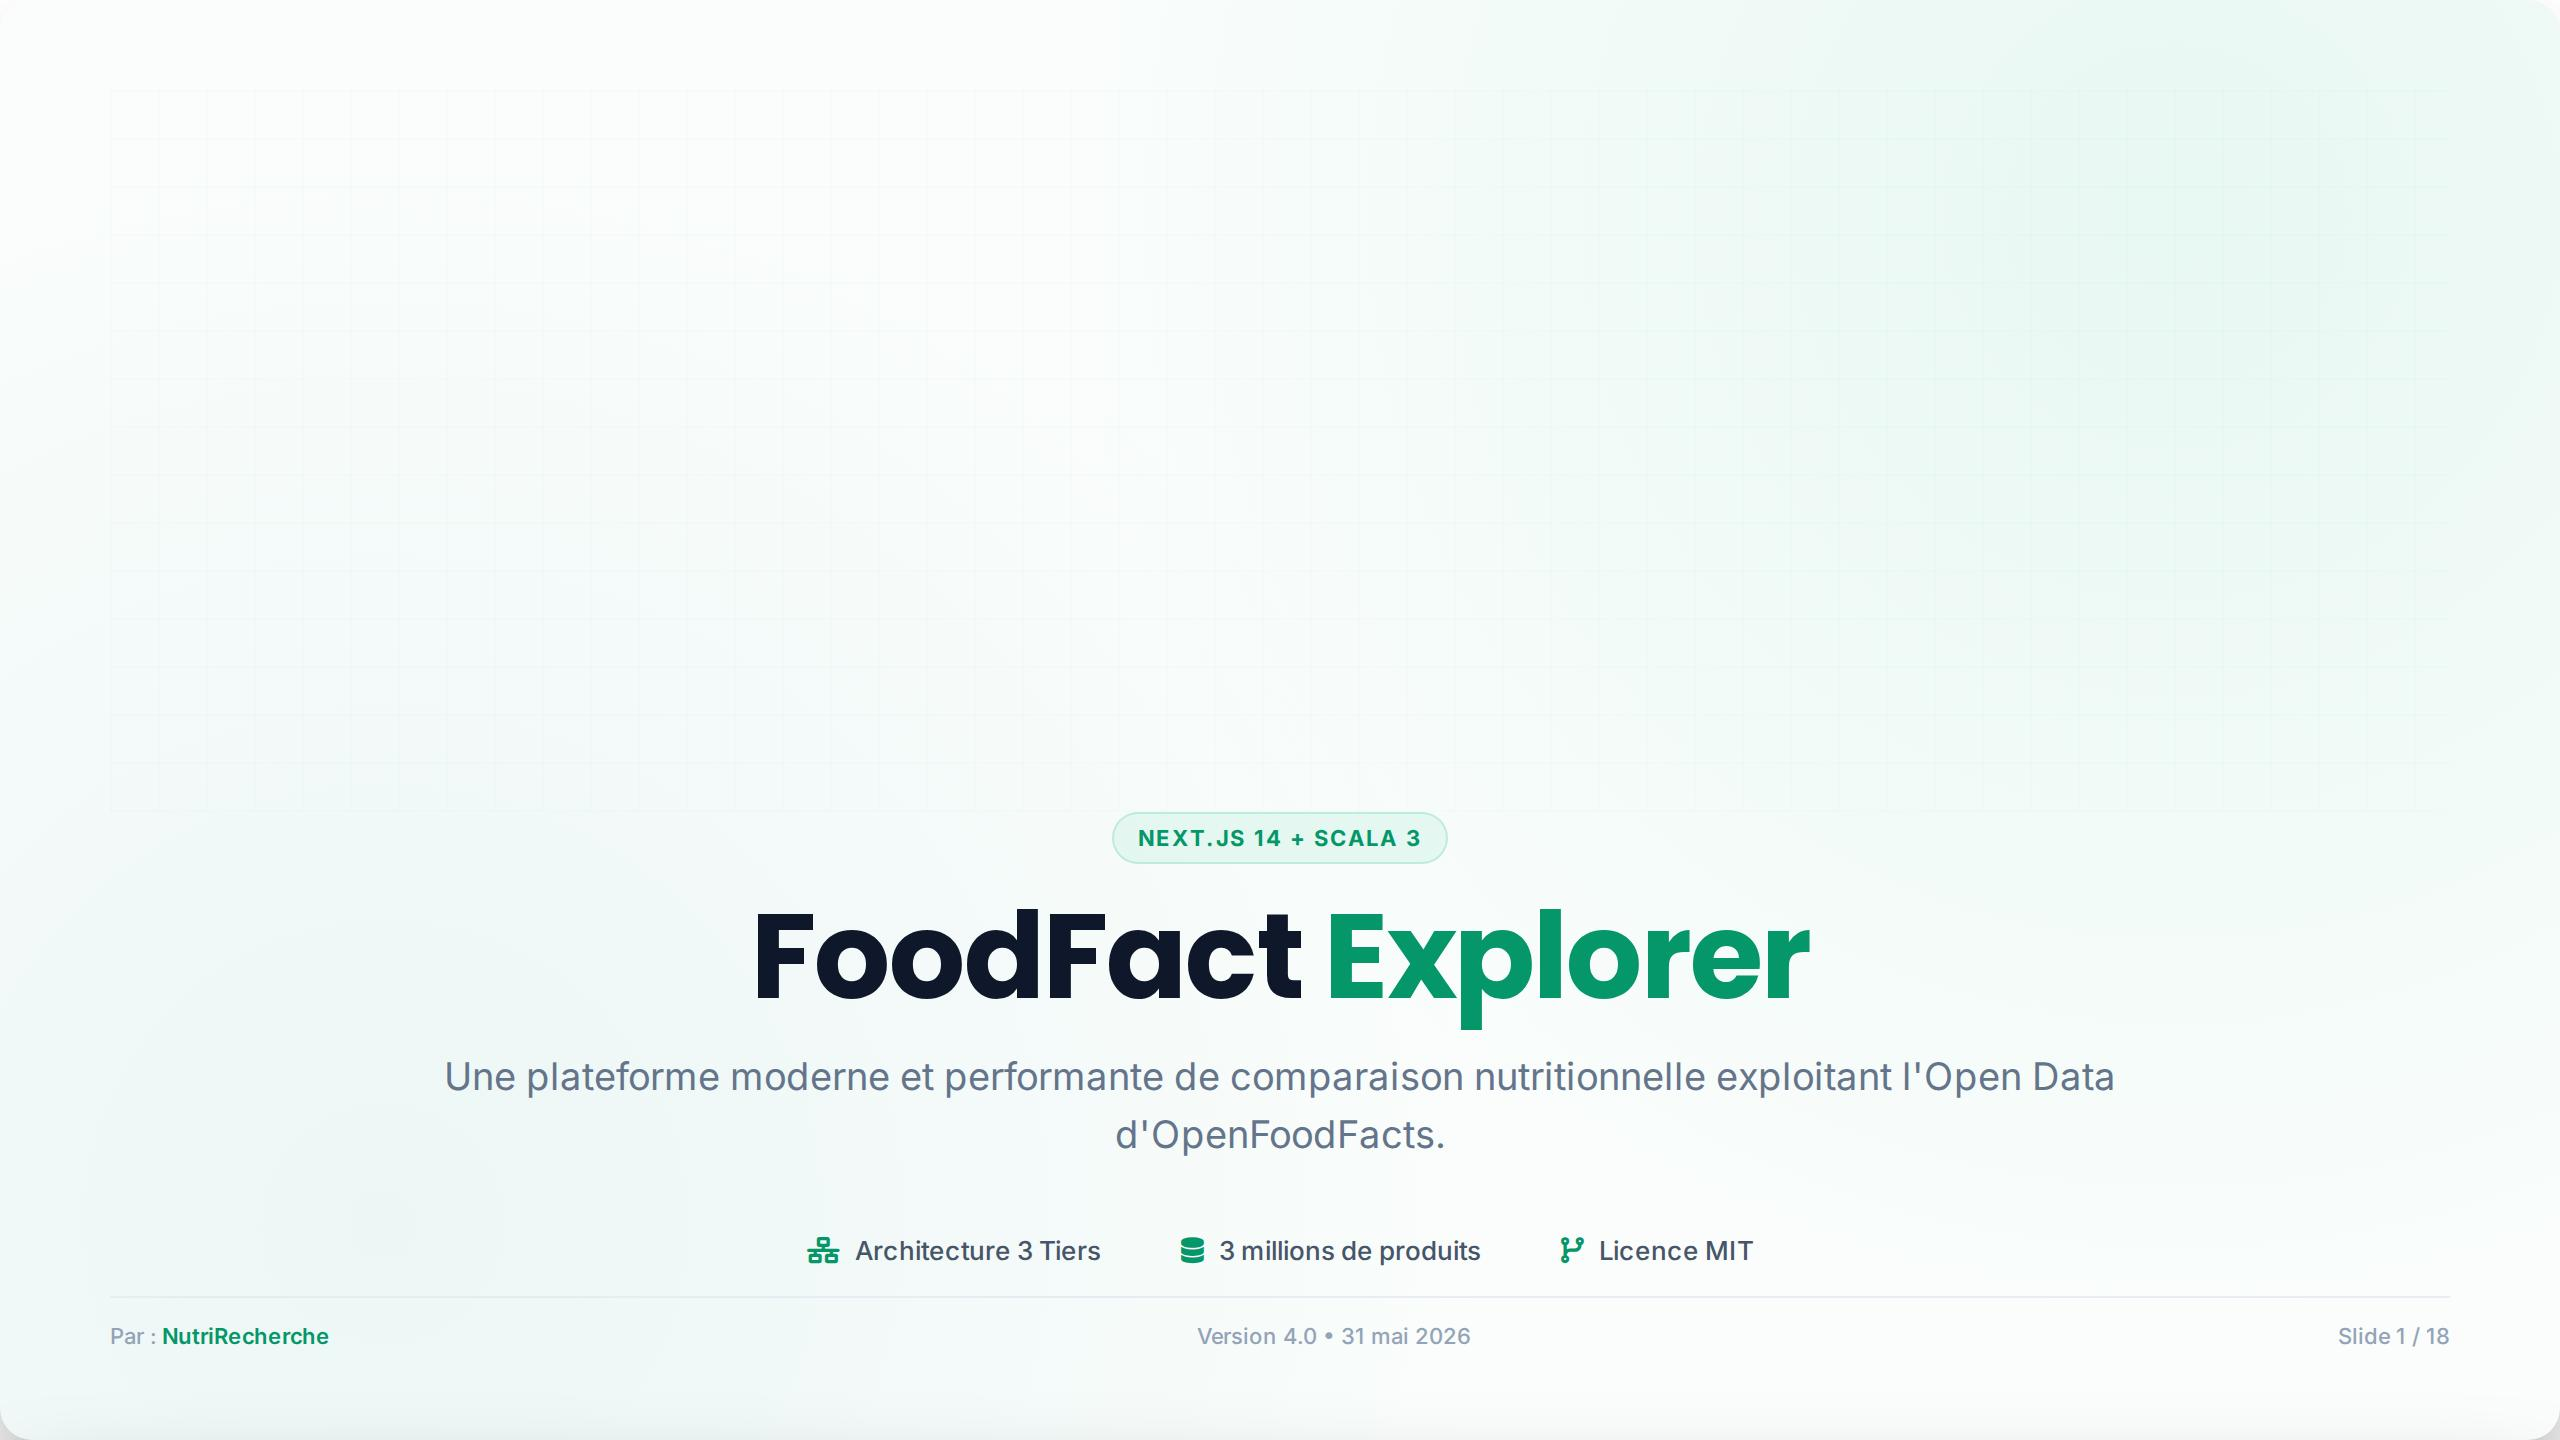 NEXT.JS 14 + SCALA 3
FoodFact Explorer
Une plateforme moderne et performante de comparaison nutritionnelle exploitant l'Open Data
d'OpenFoodFacts.
Architecture 3 Tiers
3 millions de produits
Licence MIT
Par : NutriRecherche
Version 4.0 • 31 mai 2026
Slide 1 / 18